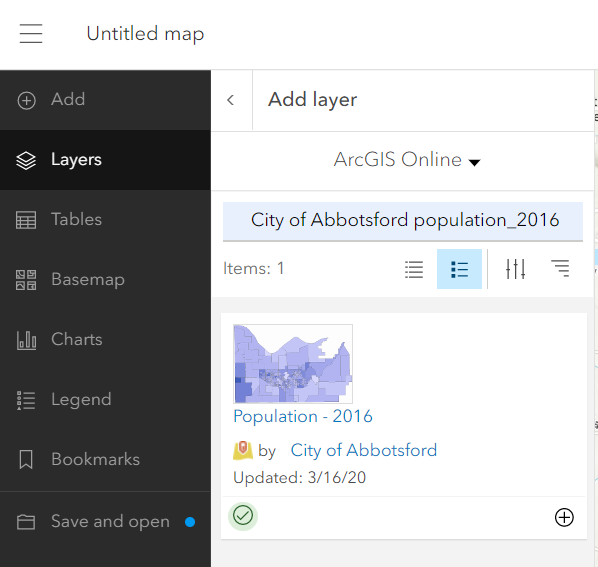 Untitled map
Add
Layers
Tables
Basemap
Charts
Legend
Bookmarks
Save and open
Add layer
ArcGIS Online
City of Abbotsford population_2016
Items: 1
Population - 2016
by City of Abbotsford
Updated: 3/16/20